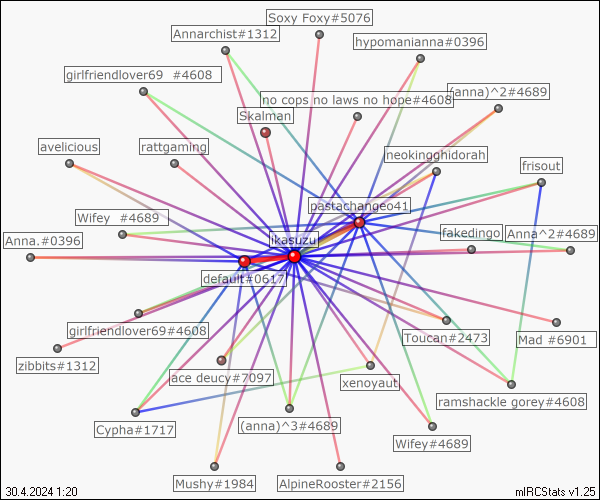 Soxy Foxy#5076
Annarchist#1312
hypomanianna#0396
girlfriendlover69 #4608
(anna)^2#4689
no cops no laws no hope#4608
Skalman
avelicious
rattgaming
neokingghidorah
frisout
pastachangeo41
Wifey #4689
Anna.#0396
ikasuzu
fakedingo
Anna^2#4689
default#0617
girlfriendlover69#4608
Toucan#2473
Mad #6901
zibbits#1312
ace deucy#7097
xenoyaut
ramshackle gorey#4608
Cypha#1717
(anna)^3#4689
Wifey#4689
Mushy#1984
AlpineRooster#2156
30.4.2024 1:20
mIRCStats v1.25